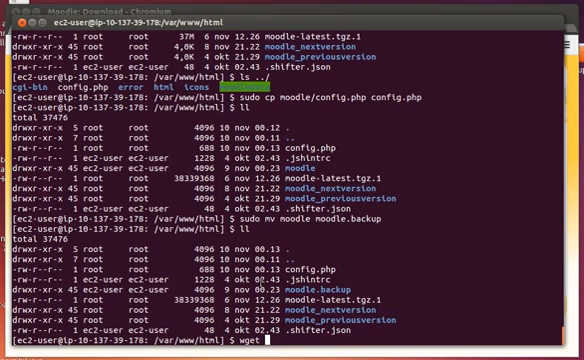 Moodle: Download - Chromium
ec2-user@ip-10-137-39-178: /var/www/html
-rw-r--r-- 1 root root 37M 6 nov 12.26 moodle-latest.tgz.1
drwxr-xr-x 45 root root 4,0K 8 nov 21.22 moodle_nextversion
drwxr-xr-x 45 root root 4,0K 4 okt 21.29 moodle_previousversion
-rw-r--r-- 1 ec2-user ec2-user 48 4 okt 02.43 .shifter.json
[ec2-user@ip-10-137-39-178: /var/www/html] $ ls ../
cgi-bin config.php error html icons
[ec2-user@ip-10-137-39-178: /var/www/html] $ sudo cp moodle/config.php config.php
[ec2-user@ip-10-137-39-178: /var/www/html] $ ll
total 37476
drwxr-xr-x 5 root root 4096 10 nov 00.12 .
drwxr-xr-x 7 root root 4096 10 nov 00.11 ..
-rw-r--r-- 1 root root 688 10 nov 00.13 config.php
-rw-r--r-- 1 ec2-user ec2-user 1228 4 okt 02.43 .jshintrc
drwxr-xr-x 45 ec2-user ec2-user 4096 9 nov 00.23 moodle
-rw-r--r-- 1 root root 38339368 6 nov 12.26 moodle-latest.tgz.1
drwxr-xr-x 45 root root 4096 8 nov 21.22 moodle_nextversion
drwxr-xr-x 45 root root 4096 4 okt 21.29 moodle_previousversion
-rw-r--r-- 1 ec2-user ec2-user 48 4 okt 02.43 .shifter.json
[ec2-user@ip-10-137-39-178: /var/www/html] $ sudo mv moodle moodle.backup
[ec2-user@ip-10-137-39-178: /var/www/html] $ ll
total 37476
drwxr-xr-x 5 root root 4096 10 nov 00.13 .
drwxr-xr-x 7 root root 4096 10 nov 00.11 ..
-rw-r--r-- 1 root root 688 10 nov 00.13 config.php
-rw-r--r-- 1 ec2-user ec2-user 1228 4 okt 02.43 .jshintrc
drwxr-xr-x 45 ec2-user ec2-user 4096 9 nov 00.23 moodle.backup
-rw-r--r-- 1 root root 38339368 6 nov 12.26 moodle-latest.tgz.1
drwxr-xr-x 45 root root 4096 8 nov 21.22 moodle_nextversion
drwxr-xr-x 45 root root 4096 4 okt 21.29 moodle_previousversion
-rw-r--r-- 1 ec2-user ec2-user 48 4 okt 02.43 .shifter.json
[ec2-user@ip-10-137-39-178: /var/www/html] $ wget